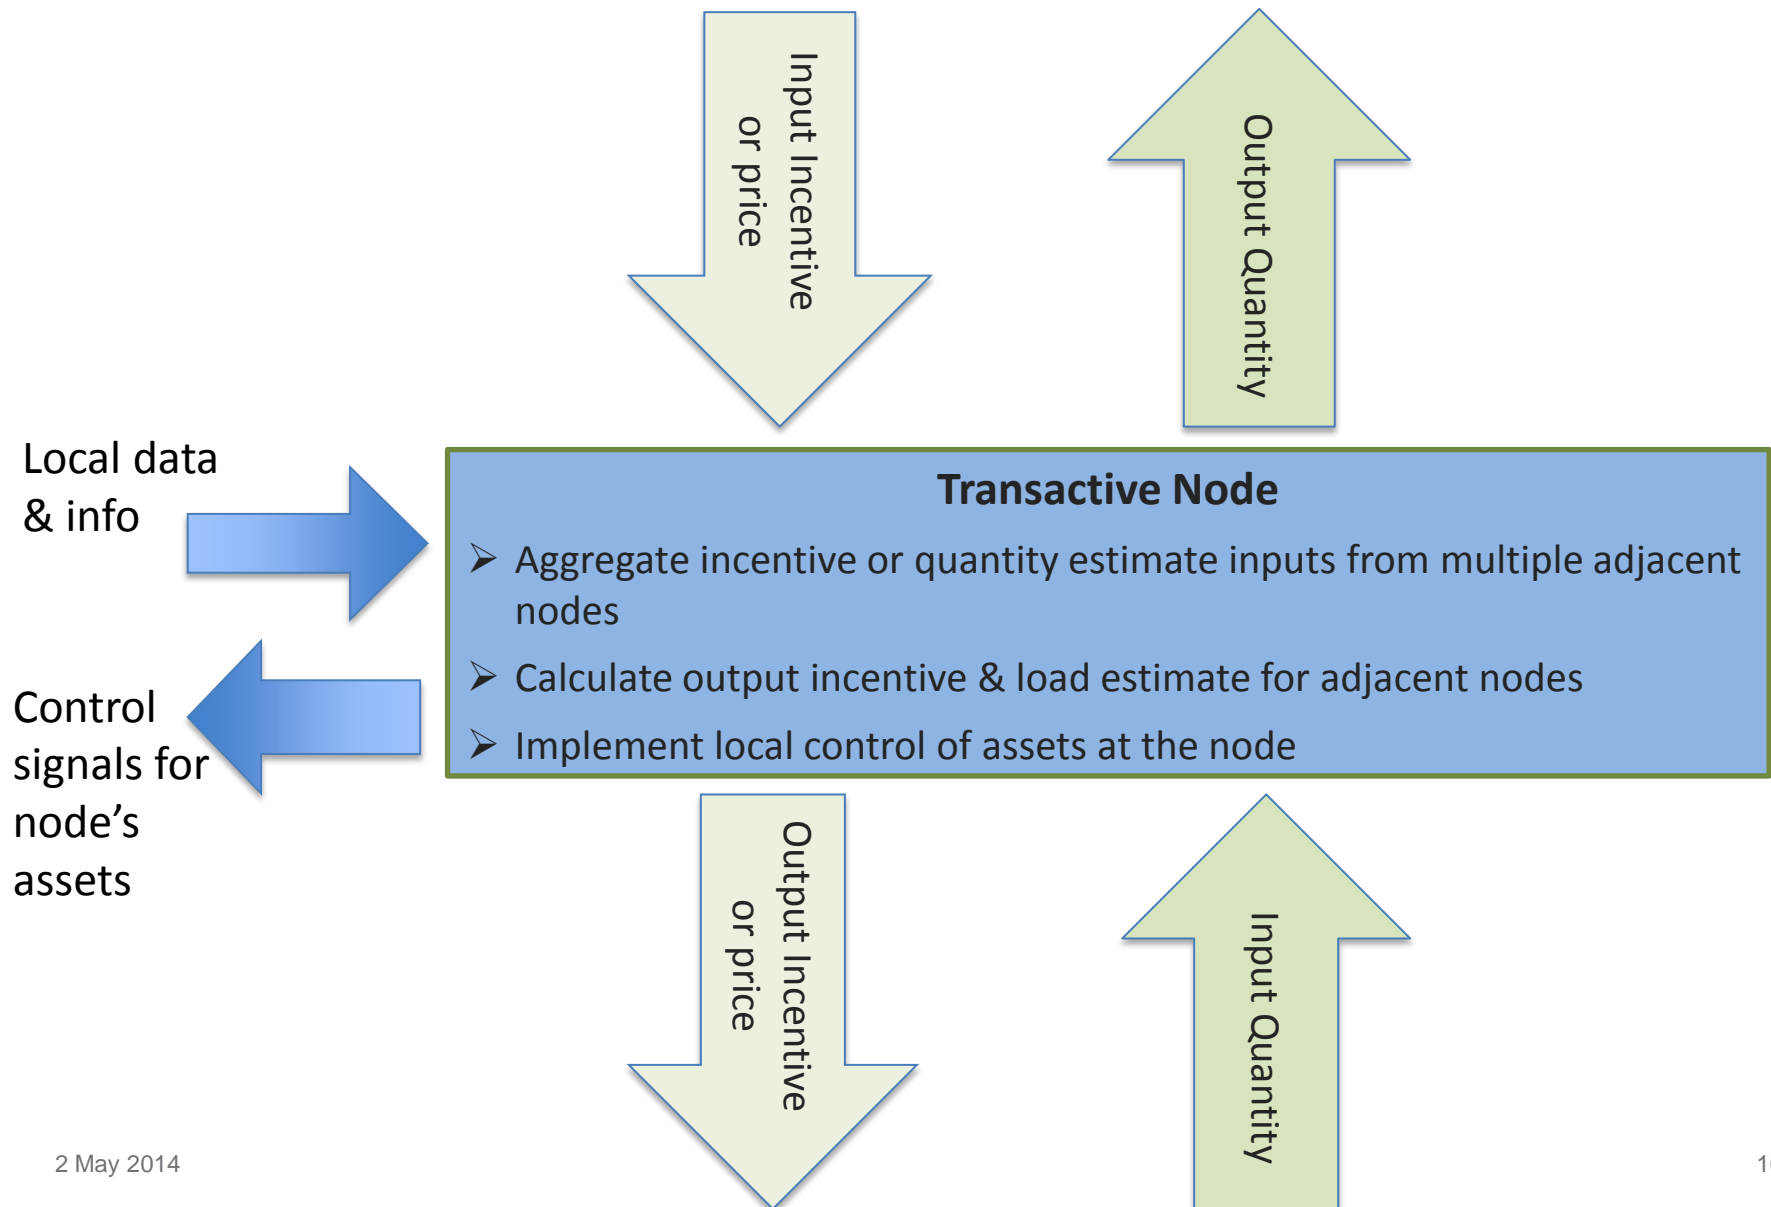 Input Incentive
or price
Output Quantity
Local data
& info
Transactive Node
➢ Aggregate incentive or quantity estimate inputs from multiple adjacent
nodes
➢ Calculate output incentive & load estimate for adjacent nodes
➢ Implement local control of assets at the node
Control
signals for
node’s
assets
Output Incentive
or price
Input Quantity
2 May 2014